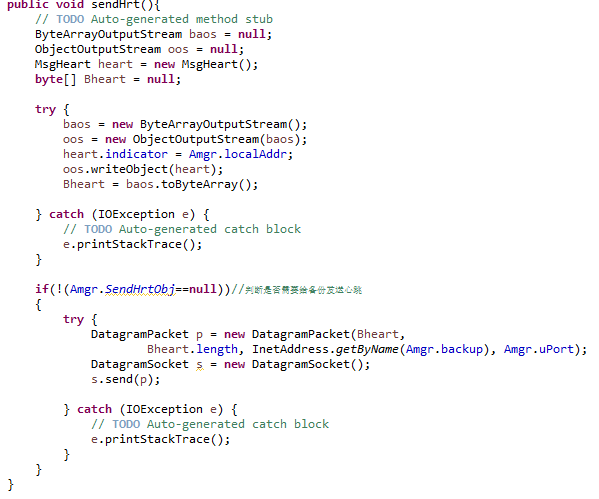 public void sendHrt(){
// TODO Auto-generated method stub
ByteArrayOutputStream baos = null;
ObjectOutputStream oos = null;
MsgHeart heart = new MsgHeart();
byte[] Bheart = null;
try {
baos = new ByteArrayOutputStream();
oos = new ObjectOutputStream(baos);
heart.indicator = Amgr.localAddr;
oos.writeObject(heart);
Bheart = baos.toByteArray();
} catch (IOException e) {
// TODO Auto-generated catch block
e.printStackTrace();
}
if(!(Amgr.SendHrtObj==null))//判断是否需要给备份发送心跳
{
try {
DatagramPacket p = new DatagramPacket(Bheart,
Bheart.length, InetAddress.getByName(Amgr.backup), Amgr.uPort);
DatagramSocket s = new DatagramSocket();
s.send(p);
} catch (IOException e) {
// TODO Auto-generated catch block
e.printStackTrace();
}
}
}